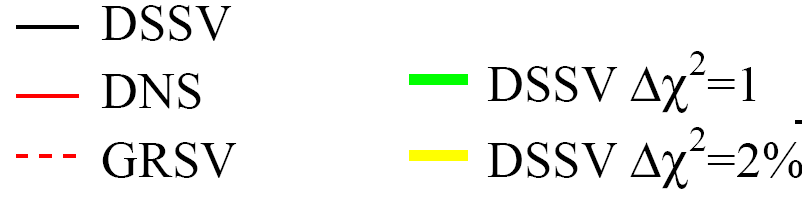 DSSV
DNS
GRSV
DSSV Δχ²=1
DSSV Δχ²=2%